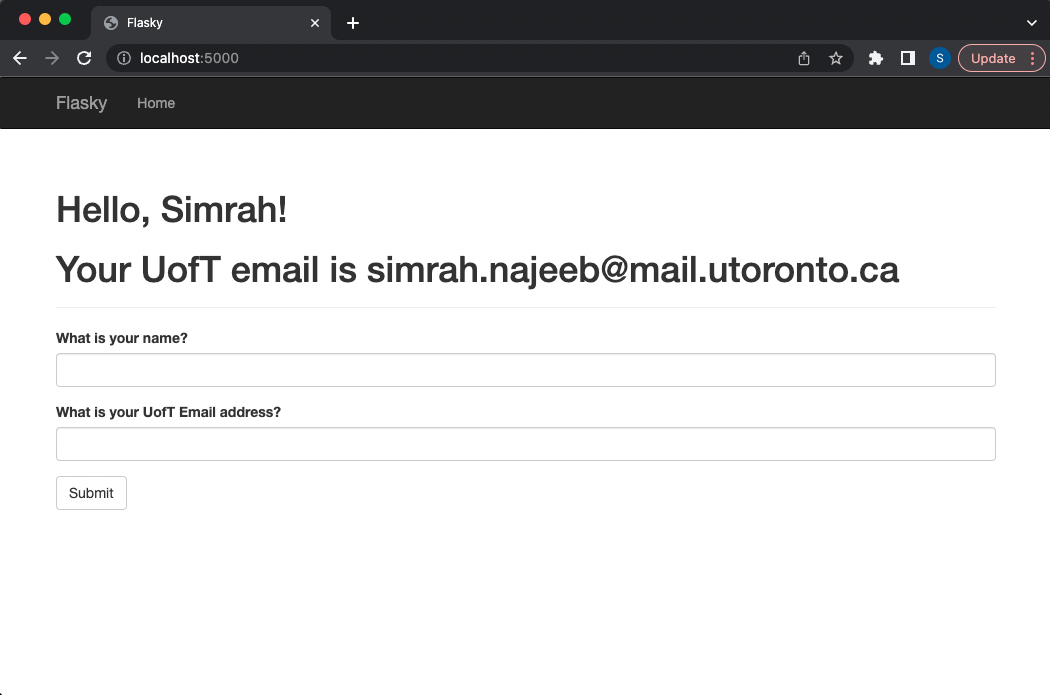 Flasky
localhost:5000
S
Update
Flasky Home
Hello, Simrah!
Your UofT email is simrah.najeeb@mail.utoronto.ca
What is your name?
What is your UofT Email address?
Submit